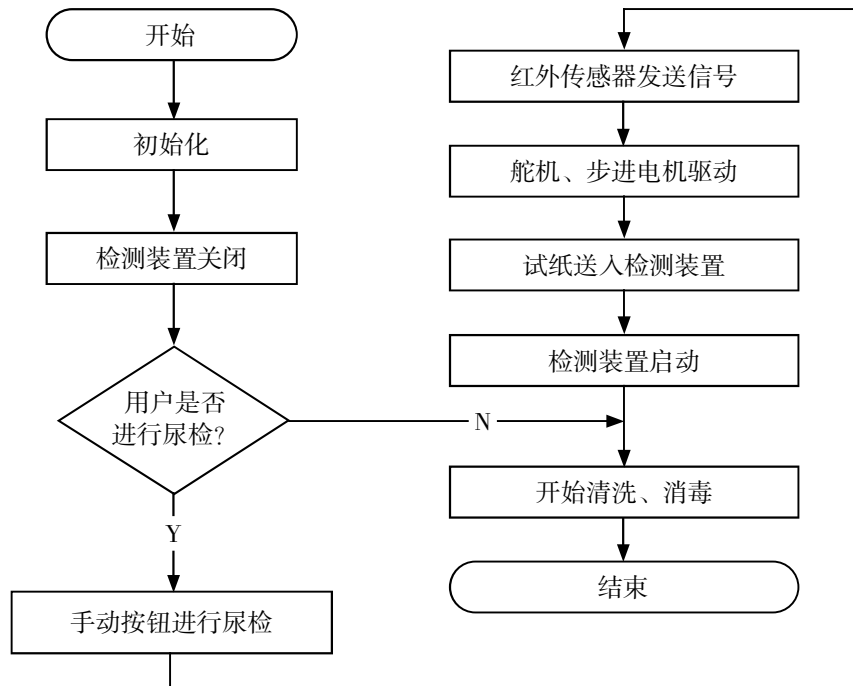 开始
初始化
检测装置关闭
用户是否
进行尿检?
Y
手动按钮进行尿检
N
红外传感器发送信号
舵机、步进电机驱动
试纸送入检测装置
检测装置启动
开始清洗、消毒
结束